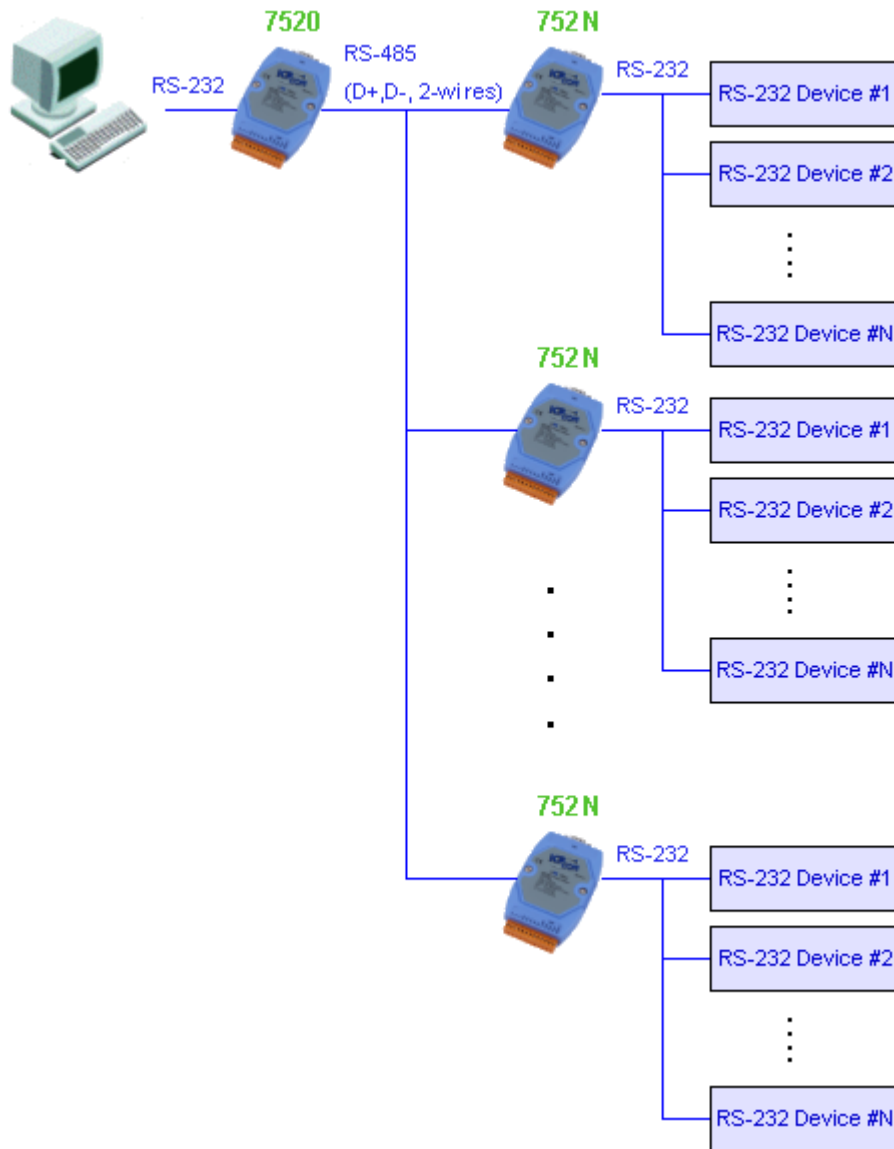 7520
752N
RS-232
RS-485
(D+,D-, 2-wires)
RS-232
RS-232 Device #1
RS-232 Device #2
RS-232 Device #N
752N
RS-232
RS-232 Device #1
RS-232 Device #2
RS-232 Device #N
752N
RS-232
RS-232 Device #1
RS-232 Device #2
RS-232 Device #N